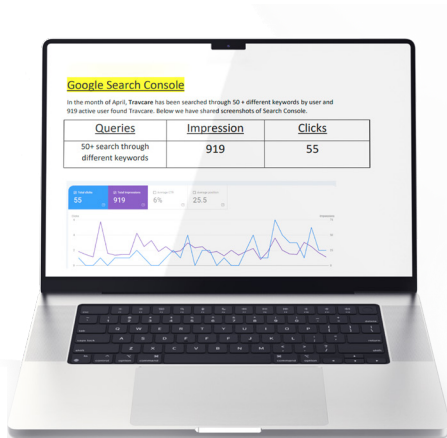 Google Search Console
In the month of April, Travcare has been searched through 50 + different keywords by user and
919 active user found Travcare. Below we have shared screenshots of Search Console.
Queries Impression Clicks
50+ search through
different keywords
919 55
55 919 6% 25.5